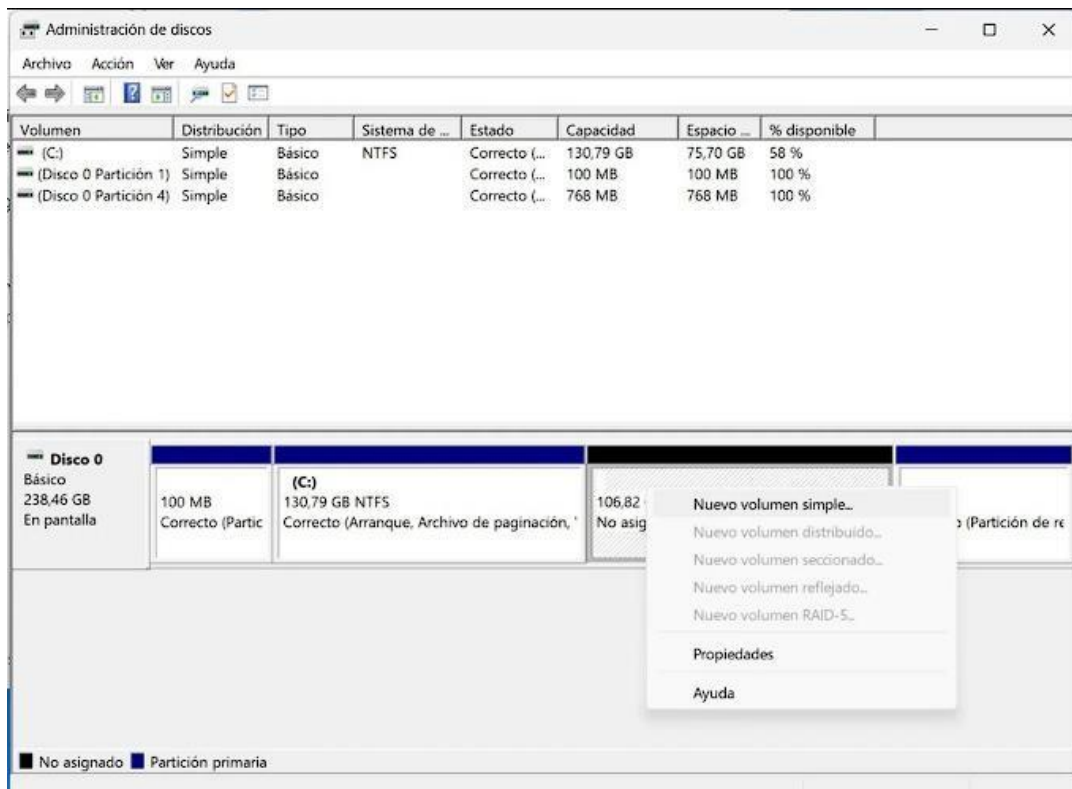 Administración de discos
Archivo Acción Ver Ayuda
Volumen Distribución Tipo Sistema de ... Estado Capacidad Espacio ... % disponible
(C:) Simple Básico NTFS Correcto (... 130,79 GB 75,70 GB 58 %
(Disco 0 Partición 1) Simple Básico Correcto (... 100 MB 100 MB 100 %
(Disco 0 Partición 4) Simple Básico Correcto (... 768 MB 768 MB 100 %
Disco 0
Básico
238,46 GB
En pantalla
100 MB
Correcto (Partic
(C:)
130,79 GB NTFS
Correcto (Arranque, Archivo de paginación, '
106,82
No asig
(Partición de re
Nuevo volumen simple...
Nuevo volumen distribuido...
Nuevo volumen seccionado...
Nuevo volumen reflejado...
Nuevo volumen RAID-5...
Propiedades
Ayuda
No asignado Partición primaria